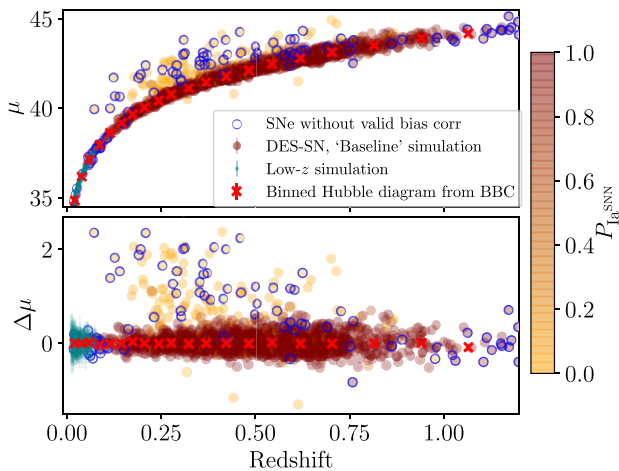 45
40
35
μ
SNe without valid bias corr
DES-SN, ‘Baseline’ simulation
Low-z simulation
Binned Hubble diagram from BBC
2
0
Δμ
0.00 0.25 0.50 0.75 1.00
Redshift
1.0
0.8
0.6
0.4
0.2
0.0
P_Ia^SNN